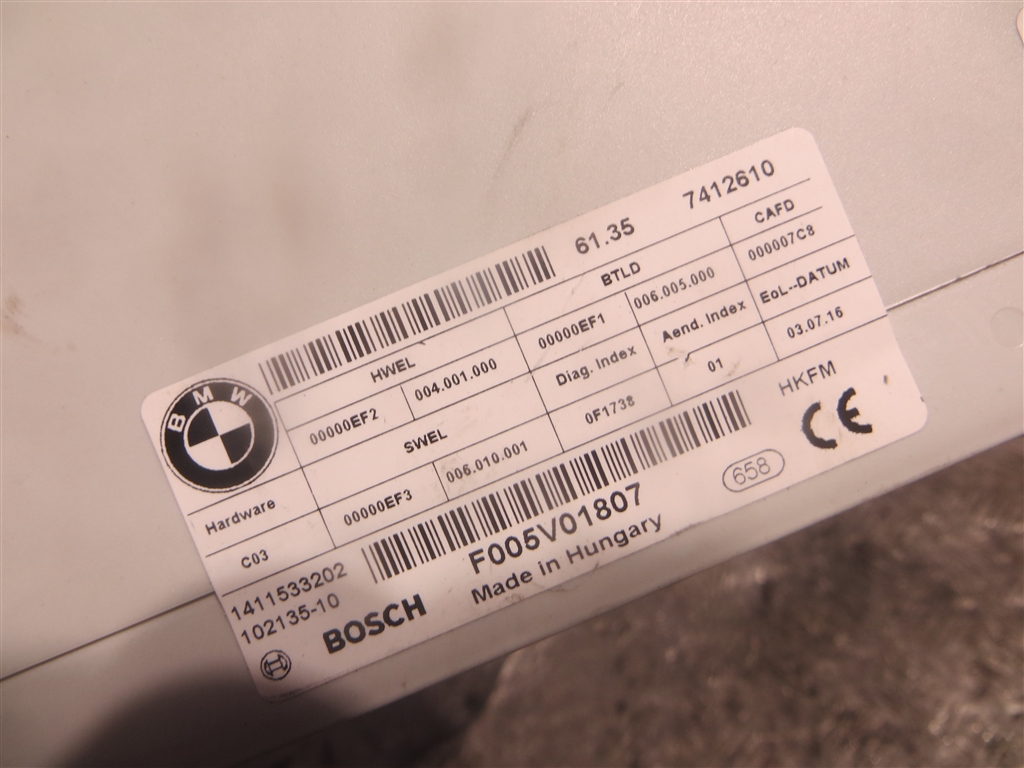 61.35 7412610
BMW
HWEL BTLD CAFD
00000EF2 004.001.000 00000EF1 006.005.000 000007C8
Hardware SWEL Diag. Index Aend. Index EoL--DATUM
C03 00000EF3 006.010.001 0F1738 01 03.07.16
1411533202
102135-10
F005V01807
HKFM
BOSCH Made in Hungary 658 CE